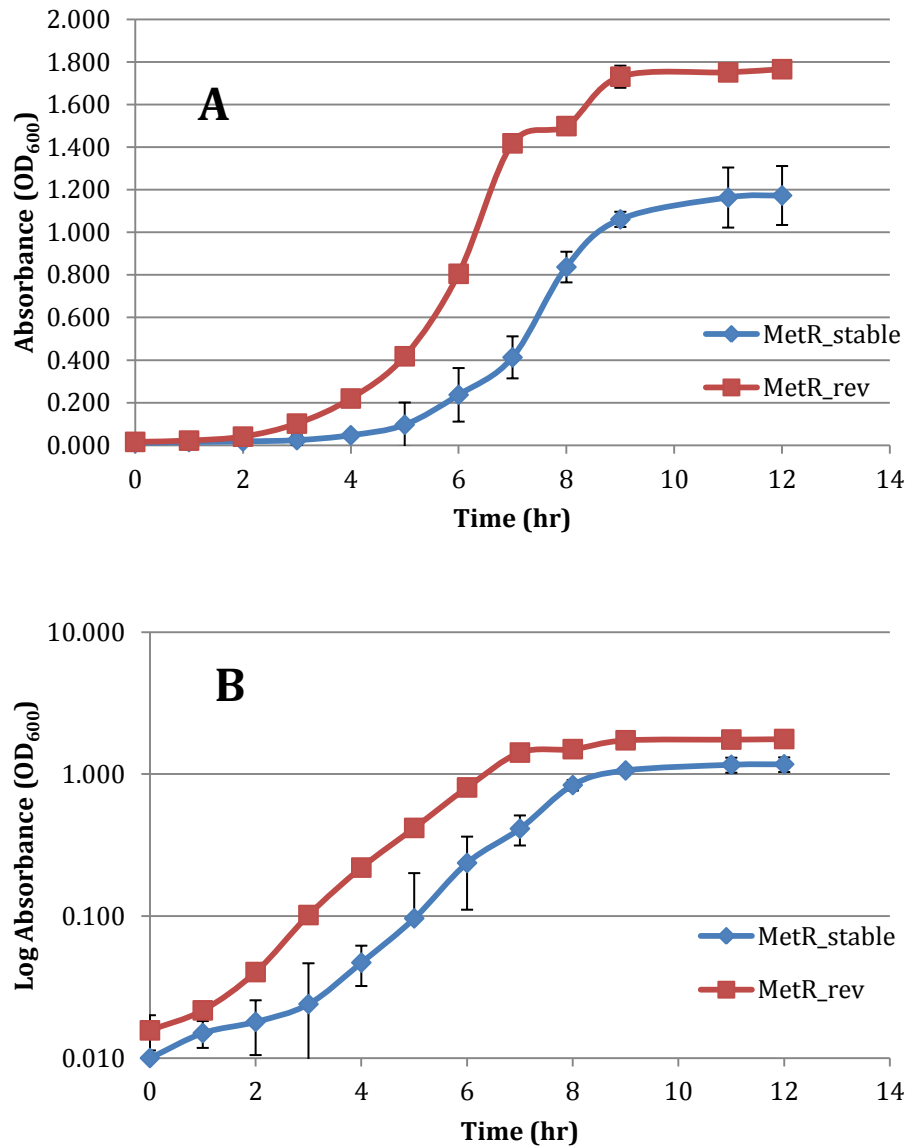 2.000
1.800
1.600
1.400
1.200
1.000
0.800
0.600
0.400
0.200
0.000
A
Absorbance (OD600)
MetR_stable
MetR_rev
0 2 4 6 8 10 12 14
Time (hr)
10.000
1.000
0.100
0.010
B
Log Absorbance (OD600)
MetR_stable
MetR_rev
0 2 4 6 8 10 12 14
Time (hr)